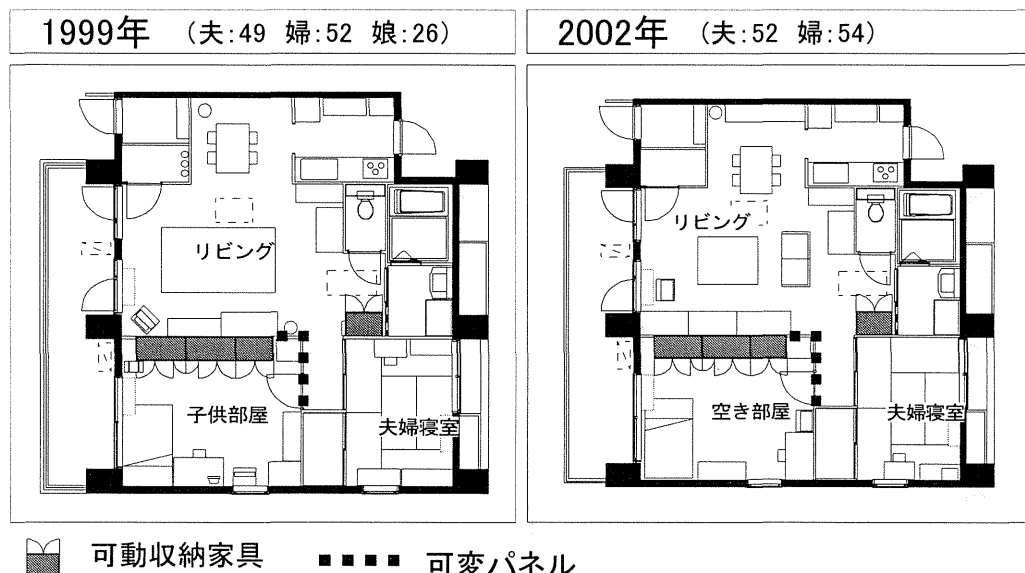 1999年 (夫:49 婦:52 娘:26)
2002年 (夫:52 婦:54)
リビング
子供部屋
夫婦寝室
リビング
空き部屋
夫婦寝室
可動収納家具
可変パネル